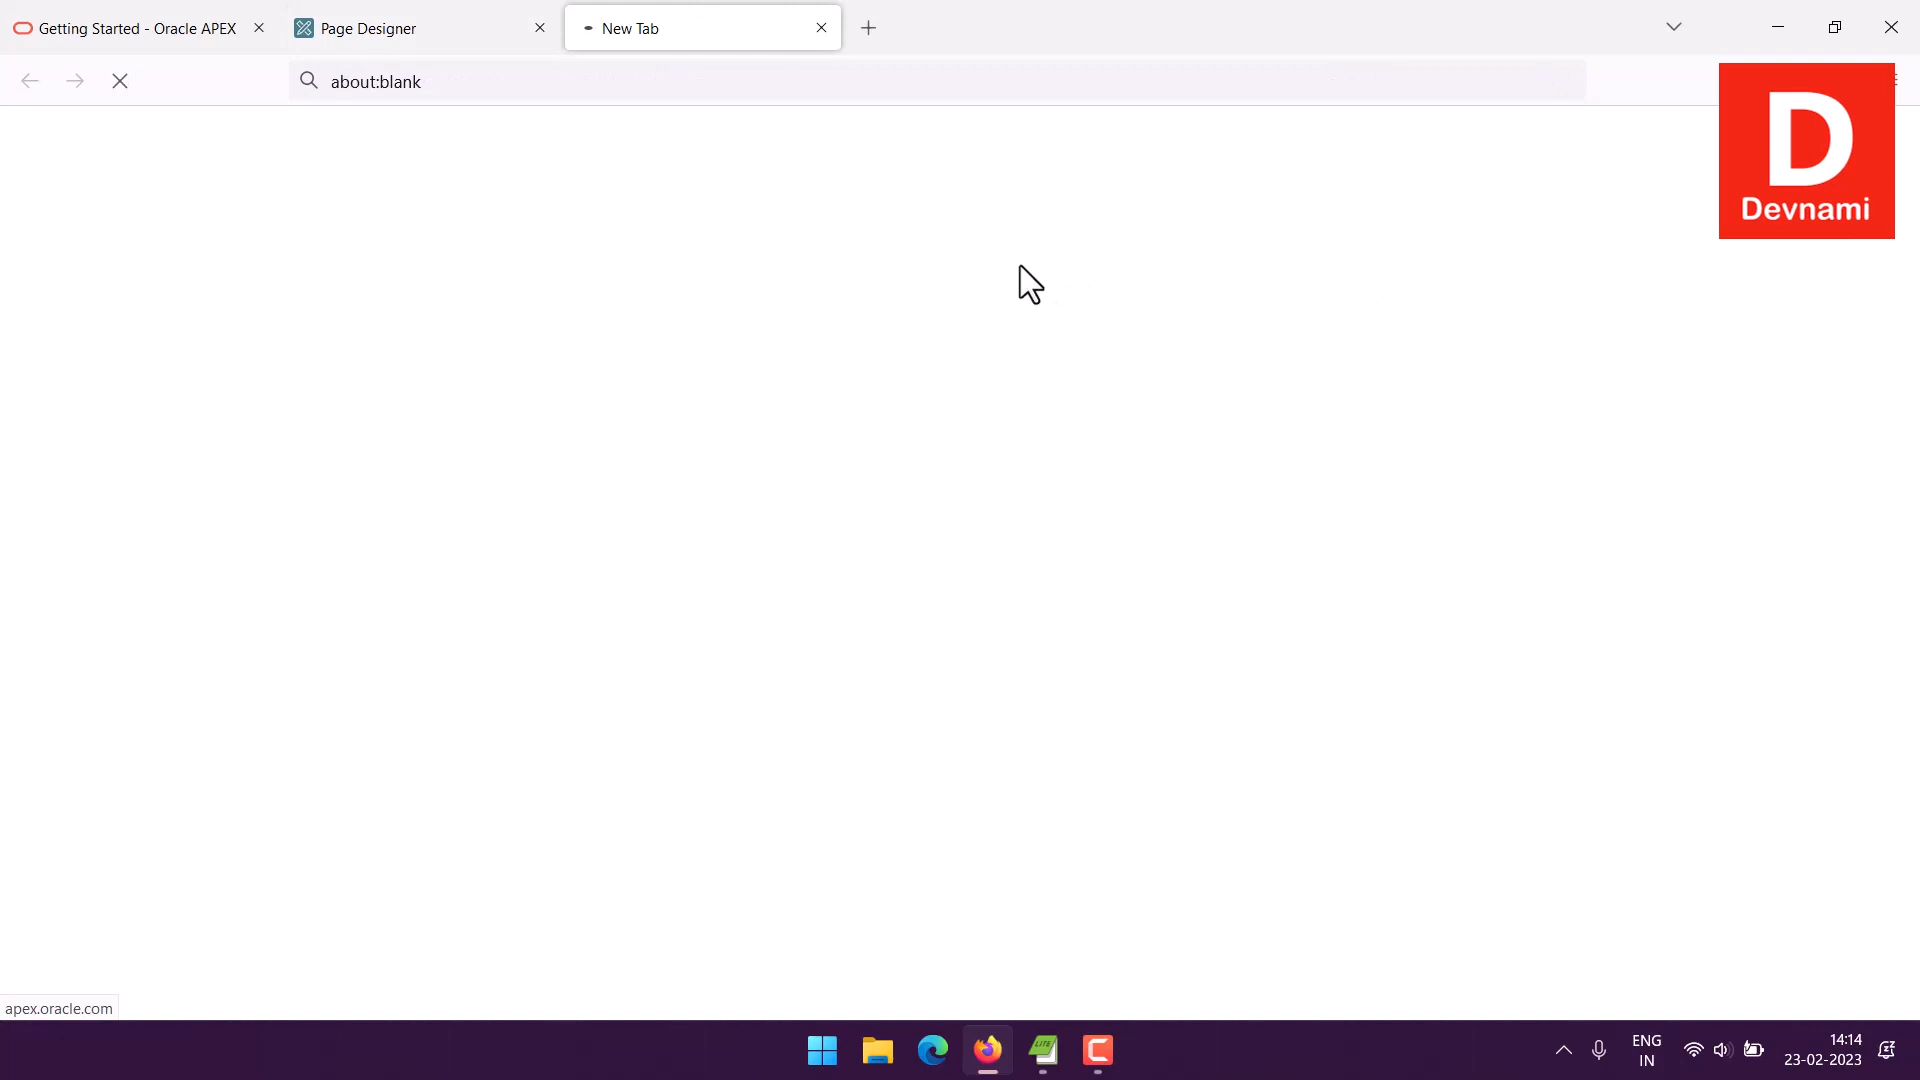 Getting Started - Oracle APEX
Page Designer
New Tab
about:blank
D
Devnami
apex.oracle.com
LITE
ENG
IN
14:14
23-02-2023